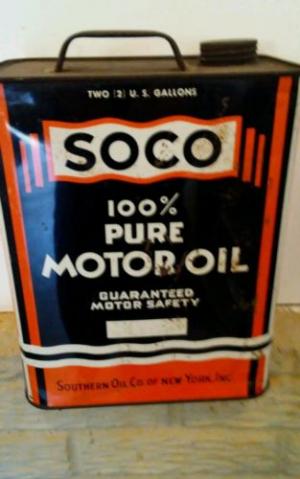 TWO (2) U.S. GALLONS
SOCO
100%
PURE
MOTOR OIL
GUARANTEED
MOTOR SAFETY
SOUTHERN OIL CO. OF NEW YORK, INC.